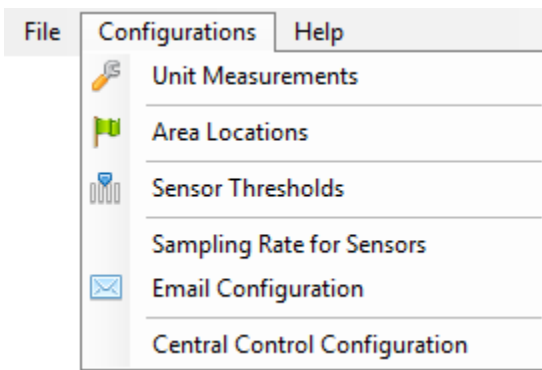 File Configurations Help
Unit Measurements
Area Locations
Sensor Thresholds
Sampling Rate for Sensors
Email Configuration
Central Control Configuration